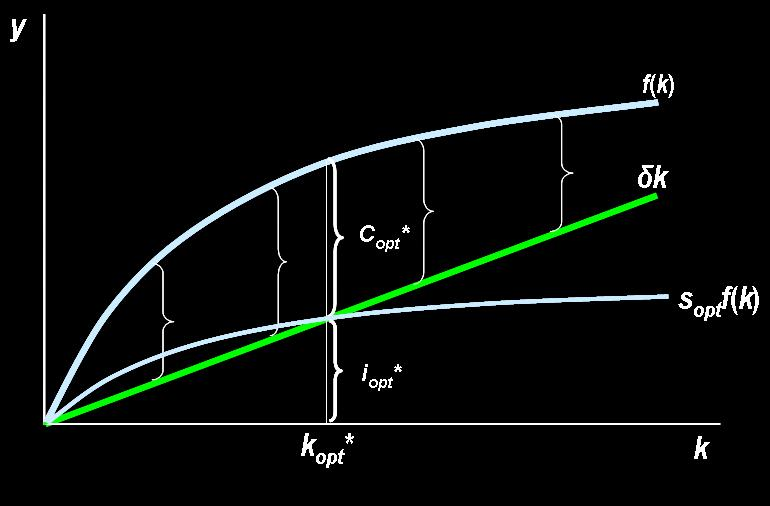 y
f(k)
δk
c_opt*
s_opt f(k)
i_opt*
k_opt*
k